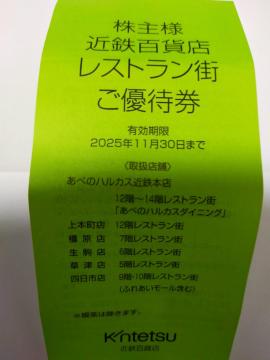 株主様
近鉄百貨店
レストラン街
ご優待券
有効期限
2025年11月30日まで
〈取扱店舗〉
あべのハルカス近鉄本店
12階~14階レストラン街
「あべのハルカスダイニング」
上本町店 12階レストラン街
橿原店 7階レストラン街
生駒店 6階レストラン街
草津店 5階レストラン街
四日市店 9階・10階レストラン街
(ふれあいモール含む)
※喫茶は除きます。
Kintetsu
近鉄百貨店